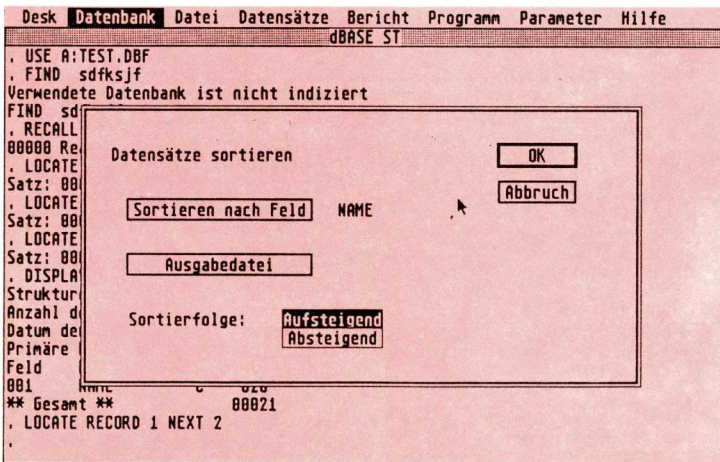 Desk Datenbank Datei Datensätze Bericht Programm Parameter Hilfe
dBASE ST
. USE A:TEST.DBF
. FIND sdfksjf
Verwendete Datenbank ist nicht indiziert
FIND sd
. RECALL
00000 Re
. LOCATE
Satz: 00
. LOCATE
Satz: 00
. LOCATE
Satz: 00
. DISPLA
Struktur
Anzahl d
Datum de
Primäre
Feld
001 NAME C 020
** Gesamt ** 00021
. LOCATE RECORD 1 NEXT 2
.
Datensätze sortieren
OK
Abbruch
Sortieren nach Feld NAME
Ausgabedatei
Sortierfolge: Aufsteigend
Absteigend